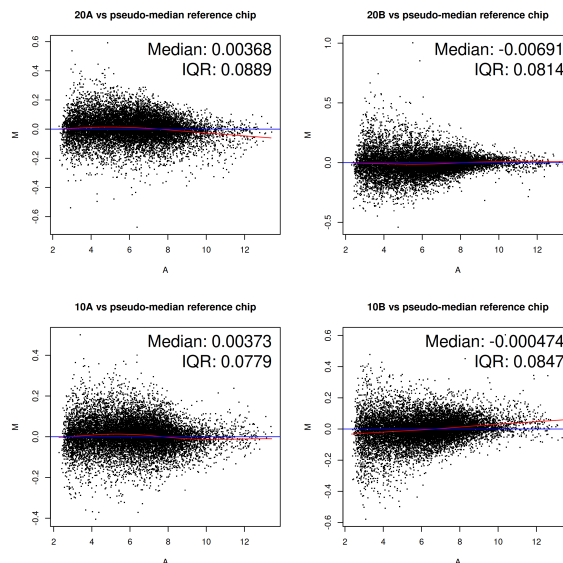 20A vs pseudo-median reference chip
Median: 0.00368
IQR: 0.0889
0.6
0.4
0.2
0.0
-0.2
-0.4
-0.6
M
2 4 6 8 10 12
A
20B vs pseudo-median reference chip
Median: -0.00691
IQR: 0.0814
1.0
0.5
0.0
-0.5
M
2 4 6 8 10 12
A
10A vs pseudo-median reference chip
Median: 0.00373
IQR: 0.0779
0.4
0.2
0.0
-0.2
-0.4
M
2 4 6 8 10 12
A
10B vs pseudo-median reference chip
Median: -0.000474
IQR: 0.0847
0.6
0.4
0.2
0.0
-0.2
-0.4
-0.6
M
2 4 6 8 10 12
A